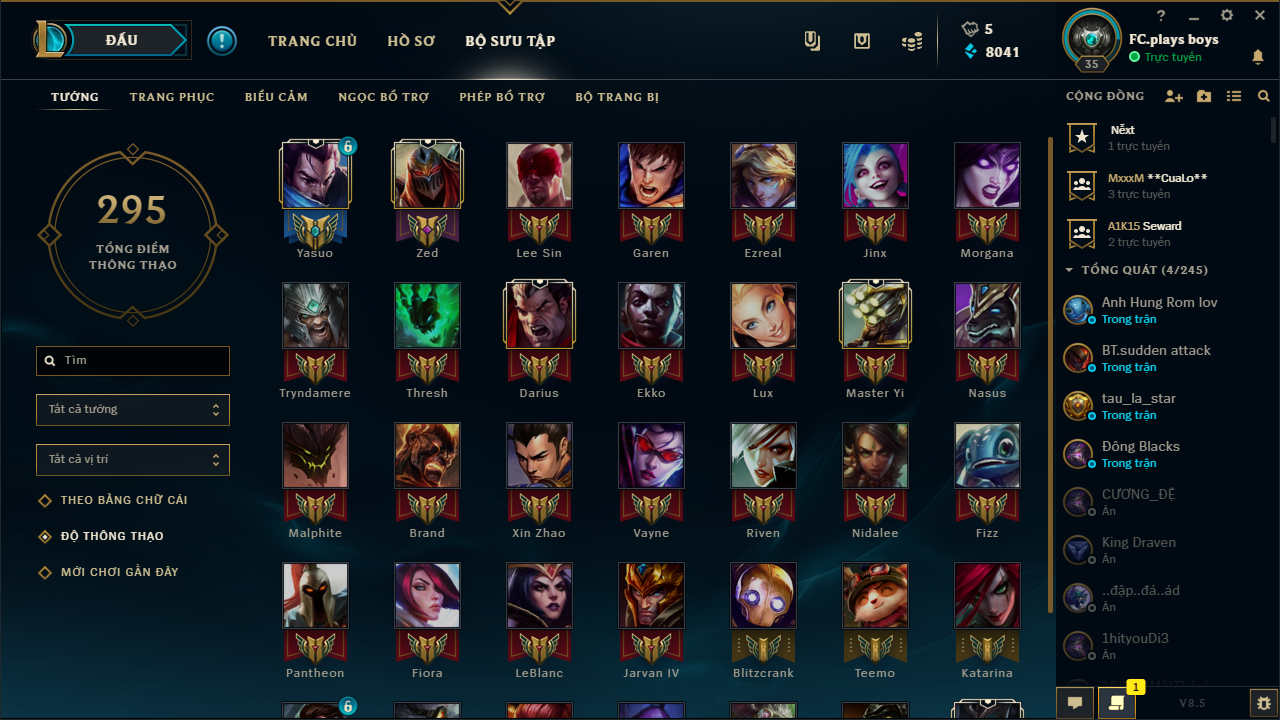 ĐẤU
TRANG CHỦ
HỒ SƠ
BỘ SƯU TẬP
5
8041
35
FC.plays boys
Trực tuyến
TƯỚNG
TRANG PHỤC
BIỂU CẢM
NGỌC BỔ TRỢ
PHÉP BỔ TRỢ
BỘ TRANG BỊ
295
TỔNG ĐIỂM
THÔNG THẠO
Tìm
Tất cả tướng
Tất cả vị trí
THEO BẢNG CHỮ CÁI
ĐỘ THÔNG THẠO
MỚI CHƠI GẦN ĐÂY
6
Yasuo
Zed
Lee Sin
Garen
Ezreal
Jinx
Morgana
Tryndamere
Thresh
Darius
Ekko
Lux
Master Yi
Nasus
Malphite
Brand
Xin Zhao
Vayne
Riven
Nidalee
Fizz
Pantheon
Fiora
LeBlanc
Jarvan IV
Blitzcrank
Teemo
Katarina
6
CỘNG ĐỒNG
Nễxt
1 trực tuyến
MxxxM **CuaLo**
3 trực tuyến
A1K15 Seward
2 trực tuyến
TỔNG QUÁT (4/245)
Anh Hung Rom lov
Trong trận
BT.sudden attack
Trong trận
tau_la_star
Trong trận
Đông Blacks
Trong trận
CƯƠNG_ĐỆ
Ẩn
King Draven
Ẩn
..đập..đá..ád
Ẩn
1hityouDi3
Ẩn
1
V8.5